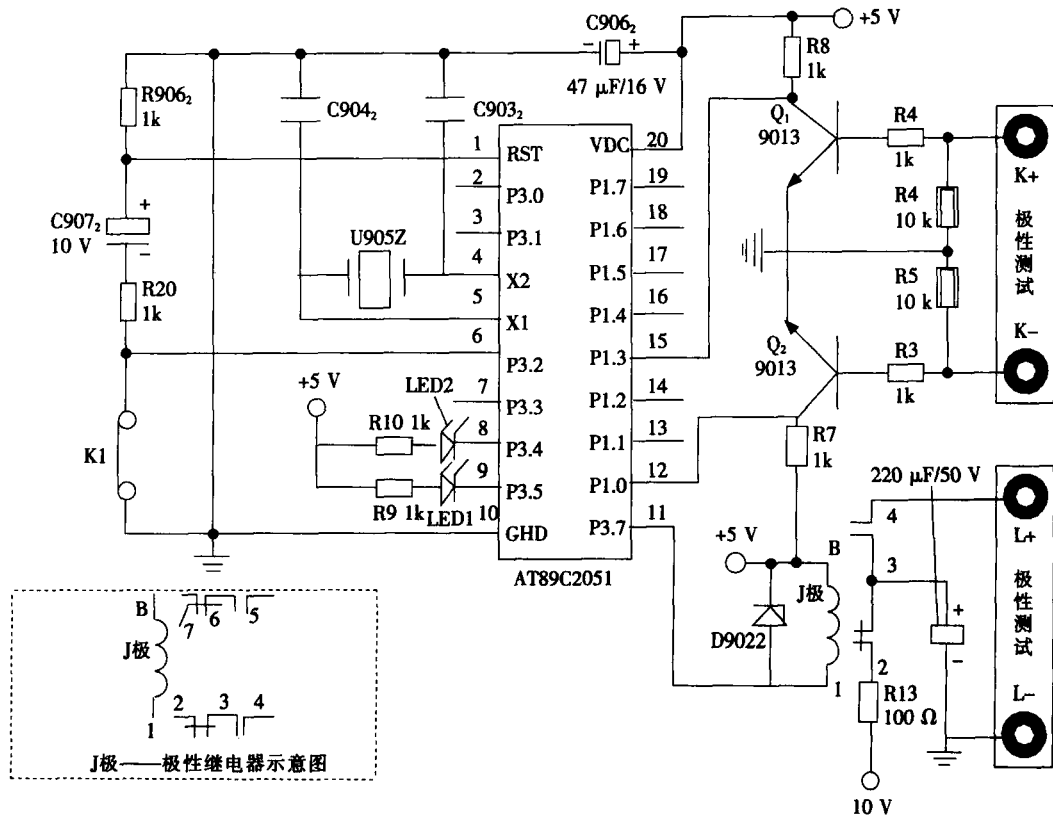 C906₂
− +
47 μF/16 V
+5 V
R8
1k
R906₂
1k
C904₂
C903₂
Q₁
9013
R4
1k
K+
R4
10 k
极性测试
R5
10 k
K−
Q₂
9013
R3
1k
C907₂
10 V
+
−
R20
1k
U905Z
1
RST
2
P3.0
3
P3.1
4
X2
5
X1
6
P3.2
7
P3.3
8
P3.4
9
P3.5
10
GHD
VDC
20
P1.7
19
P1.6
18
P1.5
17
P1.4
16
P1.3
15
P1.2
14
P1.1
13
P1.0
12
P3.7
11
AT89C2051
+5 V
LED2
R10 1k
R9 1k
LED1
K1
R7
1k
220 μF/50 V
+5 V
B
J极
D9022
1
4
3
2
+
−
R13
100 Ω
10 V
L+
极性测试
L−
B
7
6
5
J极
1
2
3
4
J极——极性继电器示意图